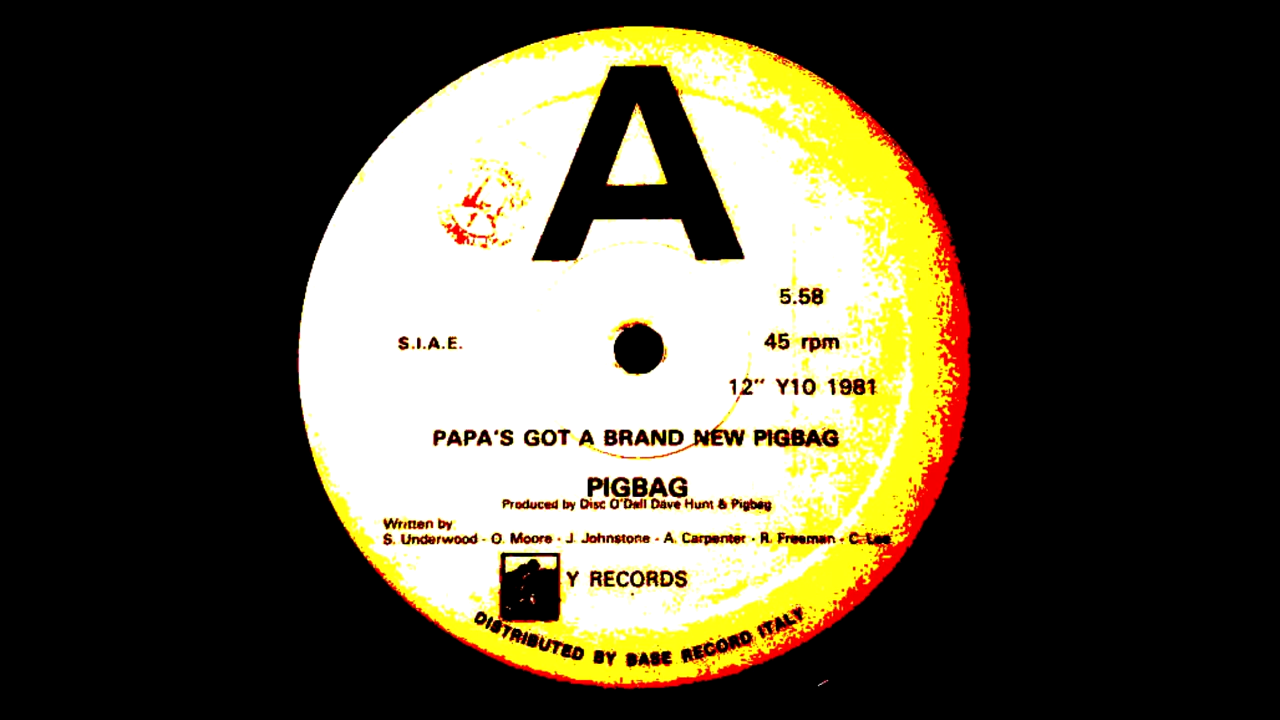 A
5.58
S.I.A.E.
45 rpm
12" Y10 1981
PAPA'S GOT A BRAND NEW PIGBAG
PIGBAG
Produced by Disc O'Dell Dave Hunt & Pigbag
Written by
S. Underwood - O. Moore - J. Johnstone - A. Carpenter - R. Freeman - C. Lee
Y RECORDS
DISTRIBUTED BY BASE RECORD ITALY